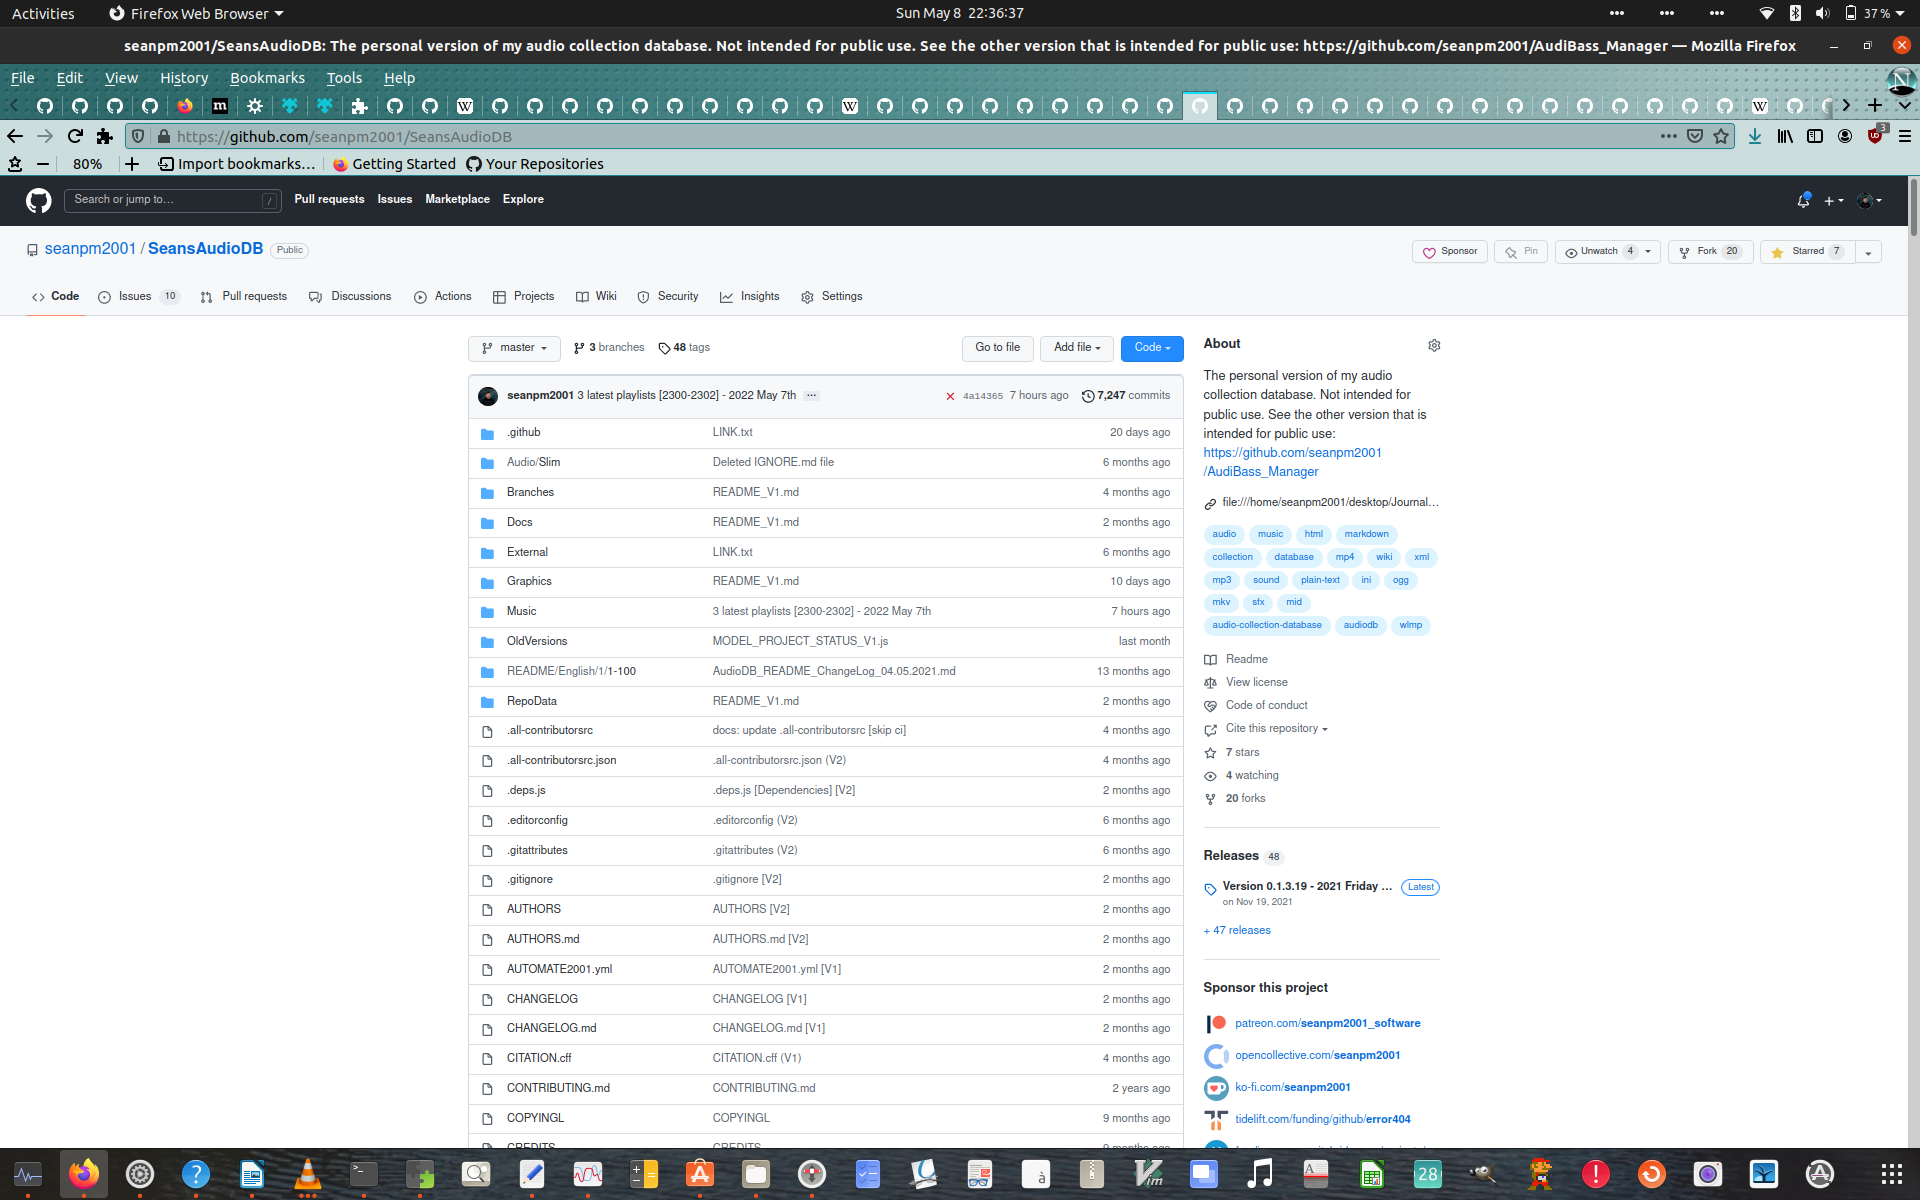 Activities Firefox Web Browser Sun May 8 22:36:37 37 %
seanpm2001/SeansAudioDB: The personal version of my audio collection database. Not intended for public use. See the other version that is intended for public use: https://github.com/seanpm2001/AudiBass_Manager — Mozilla Firefox
File Edit View History Bookmarks Tools Help
https://github.com/seanpm2001/SeansAudioDB 3
80% Import bookmarks… Getting Started Your Repositories
Search or jump to… / Pull requests Issues Marketplace Explore
seanpm2001 / SeansAudioDB Public Sponsor Pin Unwatch 4 Fork 20 Starred 7
Code Issues 10 Pull requests Discussions Actions Projects Wiki Security Insights Settings
master 3 branches 48 tags Go to file Add file Code
seanpm2001 3 latest playlists [2300-2302] - 2022 May 7th … 4a14365 7 hours ago 7,247 commits
.github LINK.txt 20 days ago
Audio/Slim Deleted IGNORE.md file 6 months ago
Branches README_V1.md 4 months ago
Docs README_V1.md 2 months ago
External LINK.txt 6 months ago
Graphics README_V1.md 10 days ago
Music 3 latest playlists [2300-2302] - 2022 May 7th 7 hours ago
OldVersions MODEL_PROJECT_STATUS_V1.js last month
README/English/1/1-100 AudioDB_README_ChangeLog_04.05.2021.md 13 months ago
RepoData README_V1.md 2 months ago
.all-contributorsrc docs: update .all-contributorsrc [skip ci] 4 months ago
.all-contributorsrc.json .all-contributorsrc.json (V2) 4 months ago
.deps.js .deps.js [Dependencies] [V2] 2 months ago
.editorconfig .editorconfig (V2) 6 months ago
.gitattributes .gitattributes (V2) 6 months ago
.gitignore .gitignore [V2] 2 months ago
AUTHORS AUTHORS [V2] 2 months ago
AUTHORS.md AUTHORS.md [V2] 2 months ago
AUTOMATE2001.yml AUTOMATE2001.yml [V1] 2 months ago
CHANGELOG CHANGELOG [V1] 2 months ago
CHANGELOG.md CHANGELOG.md [V1] 2 months ago
CITATION.cff CITATION.cff (V1) 4 months ago
CONTRIBUTING.md CONTRIBUTING.md 2 years ago
COPYINGL COPYINGL 9 months ago
CREDITS CREDITS 9 months ago
About
The personal version of my audio
collection database. Not intended for
public use. See the other version that is
intended for public use:
https://github.com/seanpm2001
/AudiBass_Manager
file:///home/seanpm2001/desktop/Journal…
audio music html markdown
collection database mp4 wiki xml
mp3 sound plain-text ini ogg
mkv sfx mid
audio-collection-database audiodb wlmp
Readme
View license
Code of conduct
Cite this repository
7 stars
4 watching
20 forks
Releases 48
Version 0.1.3.19 - 2021 Friday … Latest
on Nov 19, 2021
+ 47 releases
Sponsor this project
patreon.com/seanpm2001_software
opencollective.com/seanpm2001
ko-fi.com/seanpm2001
tidelift.com/funding/github/error404
28